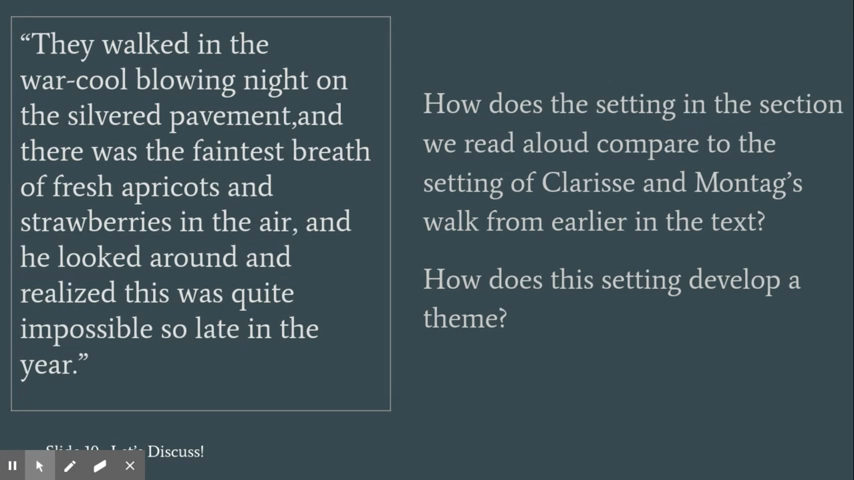 “They walked in the
war-cool blowing night on
the silvered pavement,and
there was the faintest breath
of fresh apricots and
strawberries in the air, and
he looked around and
realized this was quite
impossible so late in the
year.”
How does the setting in the section
we read aloud compare to the
setting of Clarisse and Montag’s
walk from earlier in the text?
How does this setting develop a
theme?
Discuss!